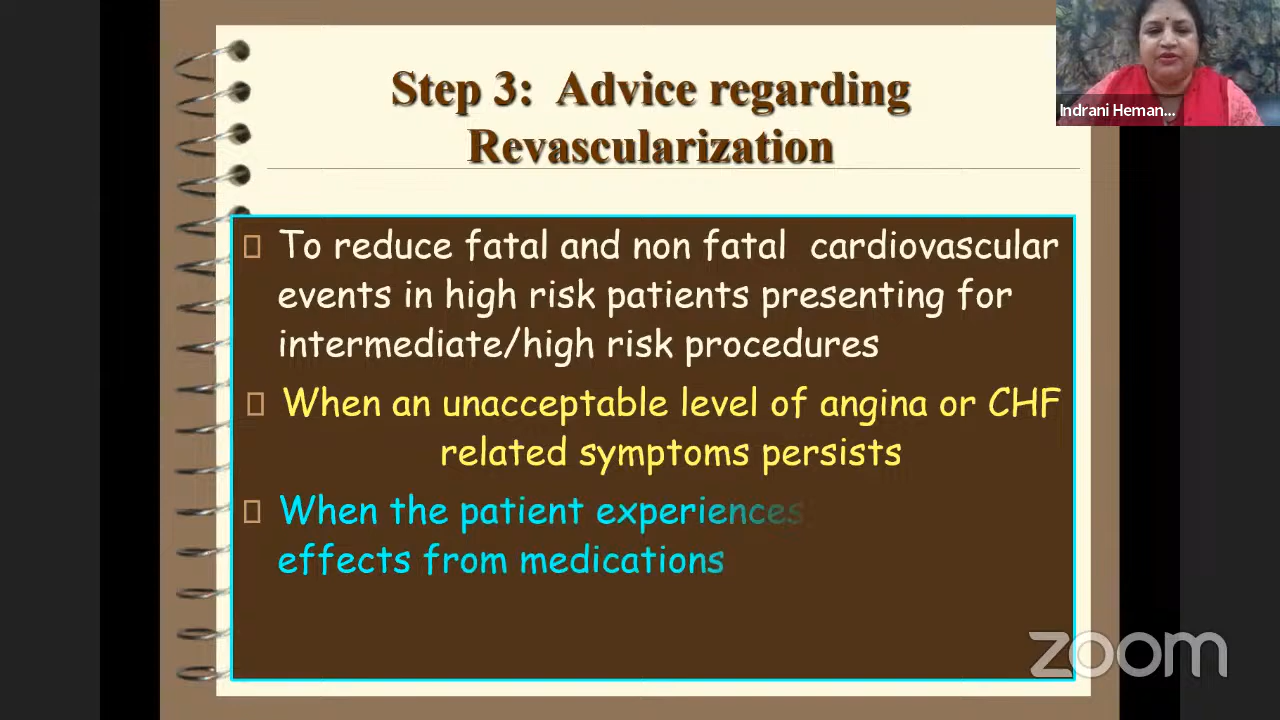 Step 3: Advice regarding
Revascularization
Indrani Heman...
To reduce fatal and non fatal cardiovascular
events in high risk patients presenting for
intermediate/high risk procedures
When an unacceptable level of angina or CHF
related symptoms persists
When the patient experiences
effects from medications
zoom